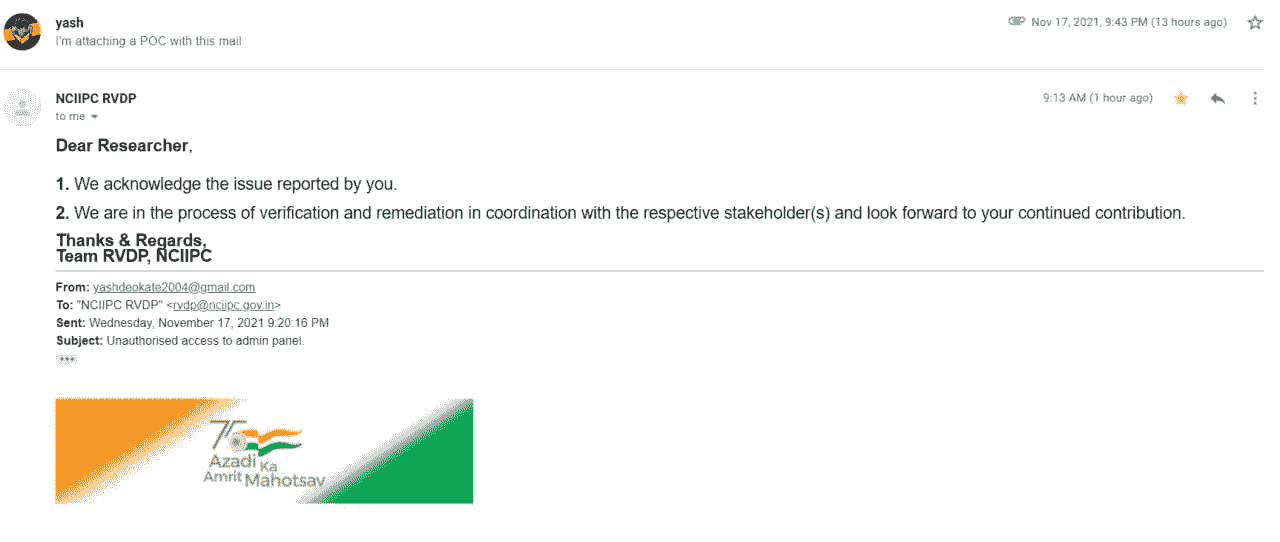 yash
Nov 17, 2021, 9:43 PM (13 hours ago)
I'm attaching a POC with this mail
NCIIPC RVDP
9:13 AM (1 hour ago)
to me
Dear Researcher,
1. We acknowledge the issue reported by you.
2. We are in the process of verification and remediation in coordination with the respective stakeholder(s) and look forward to your continued contribution.
Thanks & Regards,
Team RVDP, NCIIPC
From: yashdeokate2004@gmail.com
To: "NCIIPC RVDP" <rvdp@nciipc.gov.in>
Sent: Wednesday, November 17, 2021 9:20:16 PM
Subject: Unauthorised access to admin panel.
75
Azadi Ka
Amrit Mahotsav